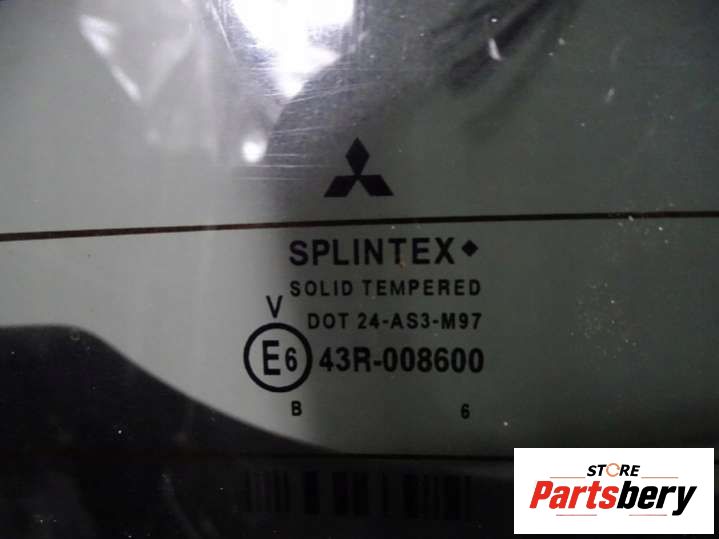 SPLINTEX◆
SOLID TEMPERED
V
DOT 24-AS3-M97
E6 43R-008600
B 6
STORE
Partsbery